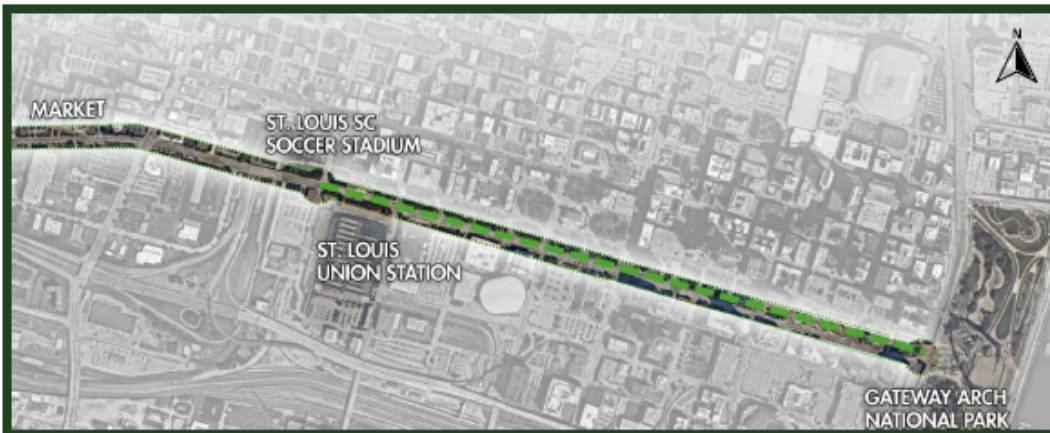 N
MARKET
ST. LOUIS SC
SOCCER STADIUM
ST. LOUIS
UNION STATION
GATEWAY ARCH
NATIONAL PARK